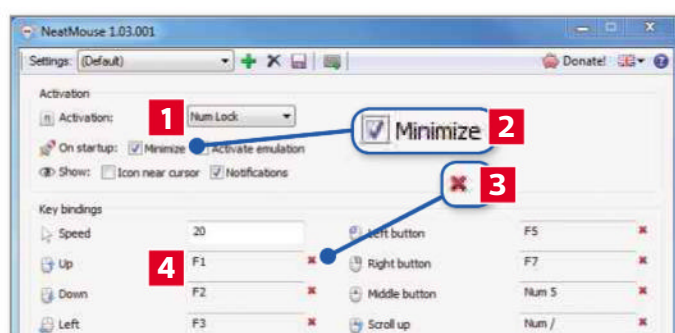 NeatMouse 1.03.001
Settings: (Default) Donate!
Activation
Activation: 1 Num Lock
On startup: Minimize Activate emulation
Minimize 2
Show: Icon near cursor Notifications
3
Key bindings
Speed 20 Left button F5
Up 4 F1 Right button F7
Down F2 Middle button Num 5
Left F3 Scroll up Num /